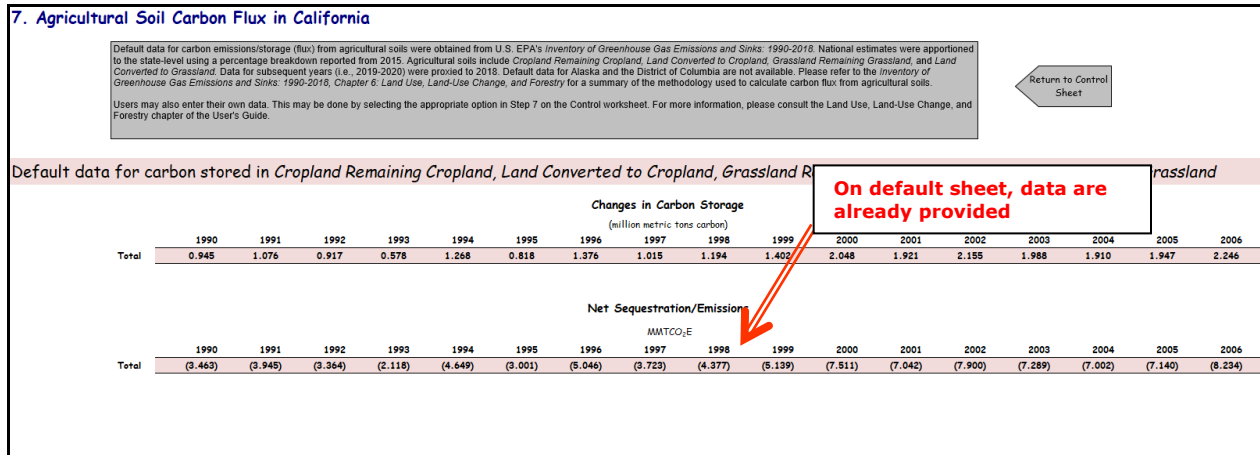 7. Agricultural Soil Carbon Flux in California
Default data for carbon emissions/storage (flux) from agricultural soils were obtained from U.S. EPA's Inventory of Greenhouse Gas Emissions and Sinks: 1990-2018. National estimates were apportioned
to the state-level using a percentage breakdown reported from 2015. Agricultural soils include Cropland Remaining Cropland, Land Converted to Cropland, Grassland Remaining Grassland, and Land
Converted to Grassland. Data for subsequent years (i.e., 2019-2020) were proxied to 2018. Default data for Alaska and the District of Columbia are not available. Please refer to the Inventory of
Greenhouse Gas Emissions and Sinks: 1990-2018, Chapter 6: Land Use, Land-Use Change, and Forestry for a summary of the methodology used to calculate carbon flux from agricultural soils.
Users may also enter their own data. This may be done by selecting the appropriate option in Step 7 on the Control worksheet. For more information, please consult the Land Use, Land-Use Change, and
Forestry chapter of the User's Guide.
Return to Control
Sheet
Default data for carbon stored in Cropland Remaining Cropland, Land Converted to Cropland, Grassland R rassland
On default sheet, data are
already provided
Changes in Carbon Storage
(million metric tons carbon)
1990 1991 1992 1993 1994 1995 1996 1997 1998 1999 2000 2001 2002 2003 2004 2005 2006
Total 0.945 1.076 0.917 0.578 1.268 0.818 1.376 1.015 1.194 1.402 2.048 1.921 2.155 1.988 1.910 1.947 2.246
Net Sequestration/Emissions
MMTCO₂E
1990 1991 1992 1993 1994 1995 1996 1997 1998 1999 2000 2001 2002 2003 2004 2005 2006
Total (3.463) (3.945) (3.364) (2.118) (4.649) (3.001) (5.046) (3.723) (4.377) (5.139) (7.511) (7.042) (7.900) (7.289) (7.002) (7.140) (8.234)